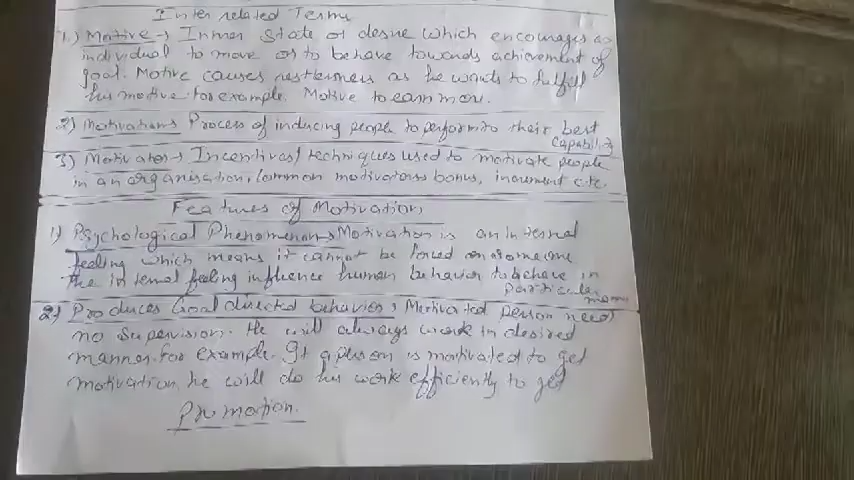 Inter related Terms
1.) Motive → Inner State or desire which encourages an
individual to move or to behave towards achievement of
goal. Motive causes restlessness as he wants to fulfill
his motive. for example. Motive to earn more.
2) Motivation → Process of inducing people to perform to their best
capability
3) Motivators → Incentives/techniques used to motivate people
in an organisation. Common motivators bonus, increment etc.
Features of Motivation
1) Psychological Phenomenon → Motivation is an internal
feeling which means it cannot be forced on someone
the internal feeling influence human behavior to behave in
particular manner
2) Produces Goal directed behavior → Motivated person need
no supervision. He will always work in desired
manner. for example. If a person is motivated to get
motivation he will do his work efficiently to get
Promotion.